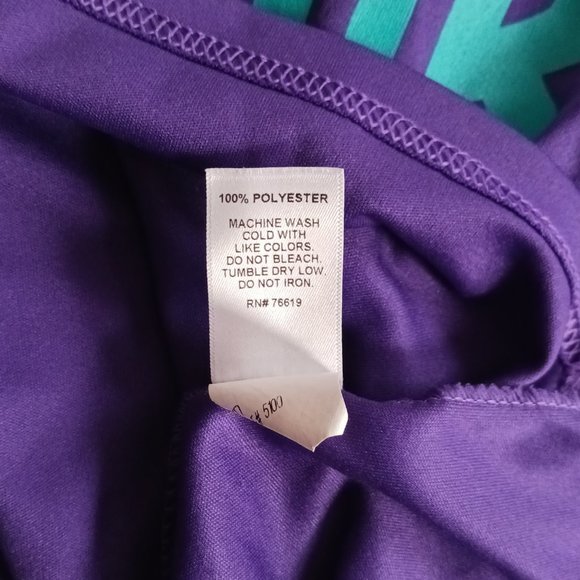 100% POLYESTER
MACHINE WASH
COLD WITH
LIKE COLORS.
DO NOT BLEACH.
TUMBLE DRY LOW.
DO NOT IRON.
RN# 76619
5100